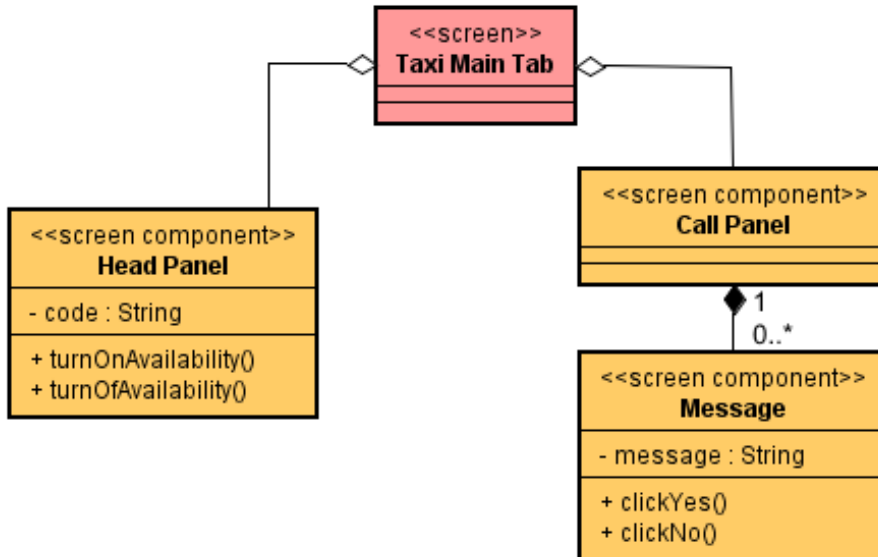 <<screen>>
Taxi Main Tab
<<screen component>>
Head Panel
- code : String
+ turnOnAvailability()
+ turnOfAvailability()
<<screen component>>
Call Panel
1
0..*
<<screen component>>
Message
- message : String
+ clickYes()
+ clickNo()